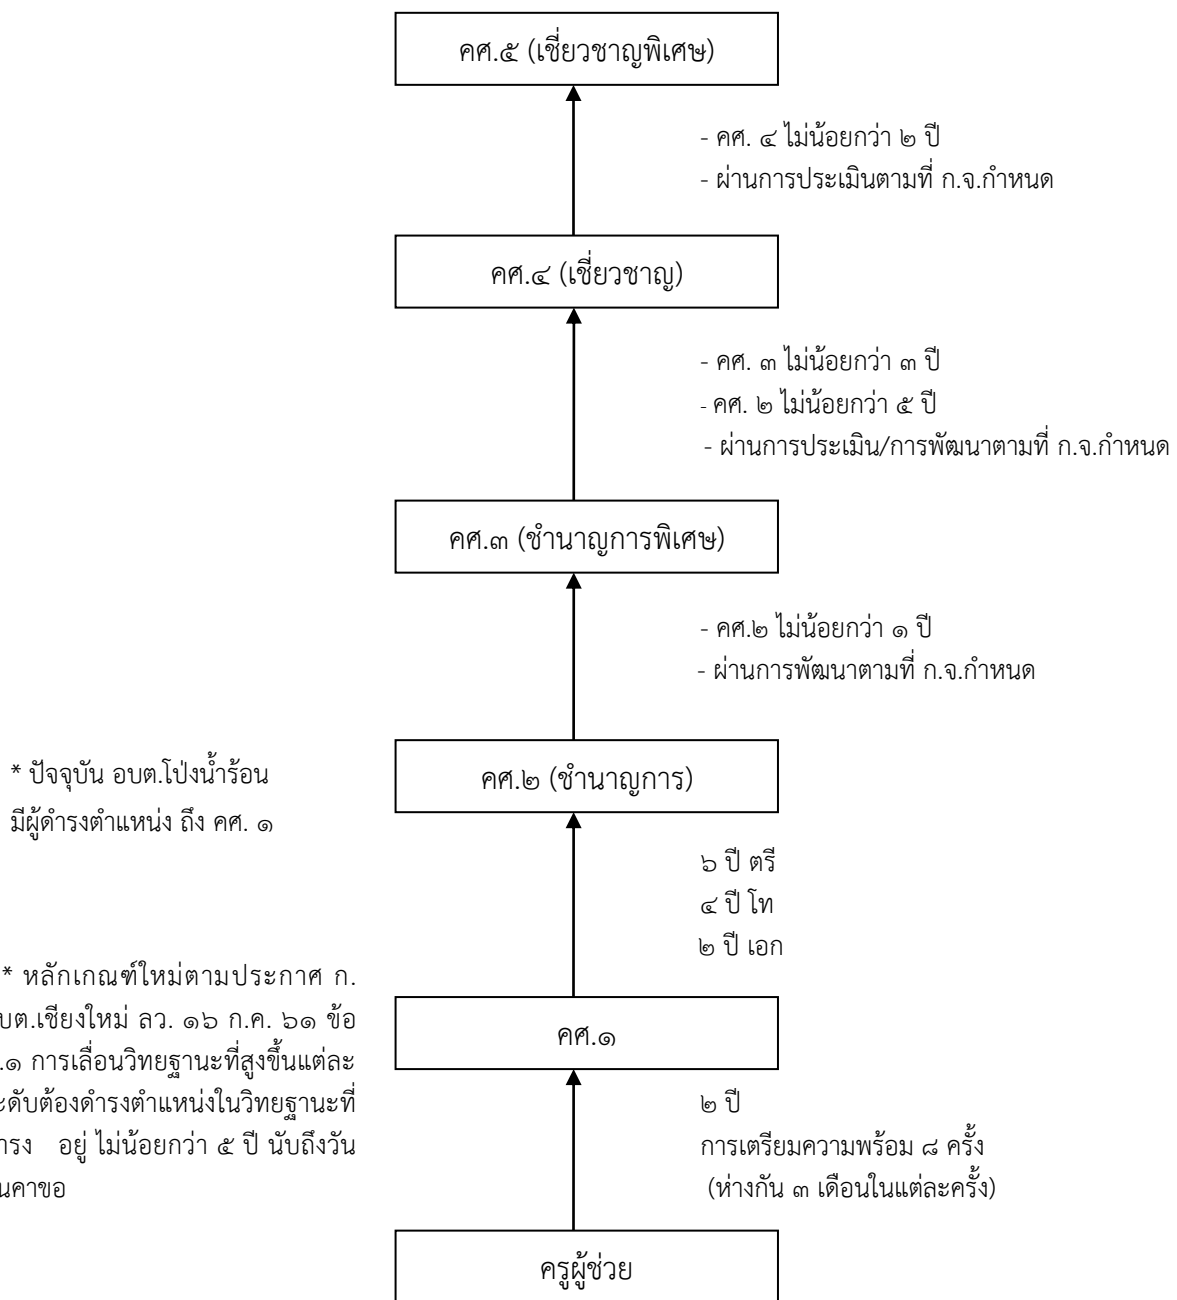 คศ.๕ (เชี่ยวชาญพิเศษ)
- คศ. ๔ ไม่น้อยกว่า ๒ ปี
- ผ่านการประเมินตามที่ ก.จ.กำหนด
คศ.๔ (เชี่ยวชาญ)
- คศ. ๓ ไม่น้อยกว่า ๓ ปี
- คศ. ๒ ไม่น้อยกว่า ๕ ปี
- ผ่านการประเมิน/การพัฒนาตามที่ ก.จ.กำหนด
คศ.๓ (ชำนาญการพิเศษ)
- คศ.๒ ไม่น้อยกว่า ๑ ปี
- ผ่านการพัฒนาตามที่ ก.จ.กำหนด
คศ.๒ (ชำนาญการ)
* ปัจจุบัน อบต.โป่งน้ำร้อน
มีผู้ดำรงตำแหน่ง ถึง คศ. ๑
๖ ปี ตรี
๔ ปี โท
๒ ปี เอก
* หลักเกณฑ์ใหม่ตามประกาศ ก.
บต.เชียงใหม่ ลว. ๑๖ ก.ค. ๖๑ ข้อ
.๑ การเลื่อนวิทยฐานะที่สูงขึ้นแต่ละ
ะดับต้องดำรงตำแหน่งในวิทยฐานะที่
ารง อยู่ ไม่น้อยกว่า ๕ ปี นับถึงวัน
นคาขอ
คศ.๑
๒ ปี
การเตรียมความพร้อม ๘ ครั้ง
(ห่างกัน ๓ เดือนในแต่ละครั้ง)
ครูผู้ช่วย